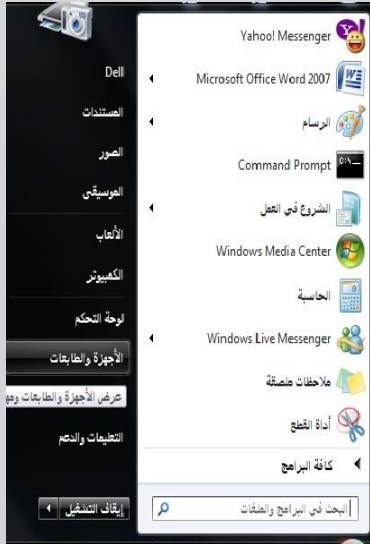 Yahoo! Messenger
Microsoft Office Word 2007
الرسام
Command Prompt
الشروع في العمل
Windows Media Center
الحاسبة
Windows Live Messenger
ملاحظات ملصقة
أداة القطع
كافة البرامج
البحث في البرامج والملفات
Dell
المستندات
الصور
الموسيقى
الألعاب
الكمبيوتر
لوحة التحكم
الأجهزة والطابعات
عرض الأجهزة والطابعات ومه
التعليمات والدعم
إيقاف التشغيل